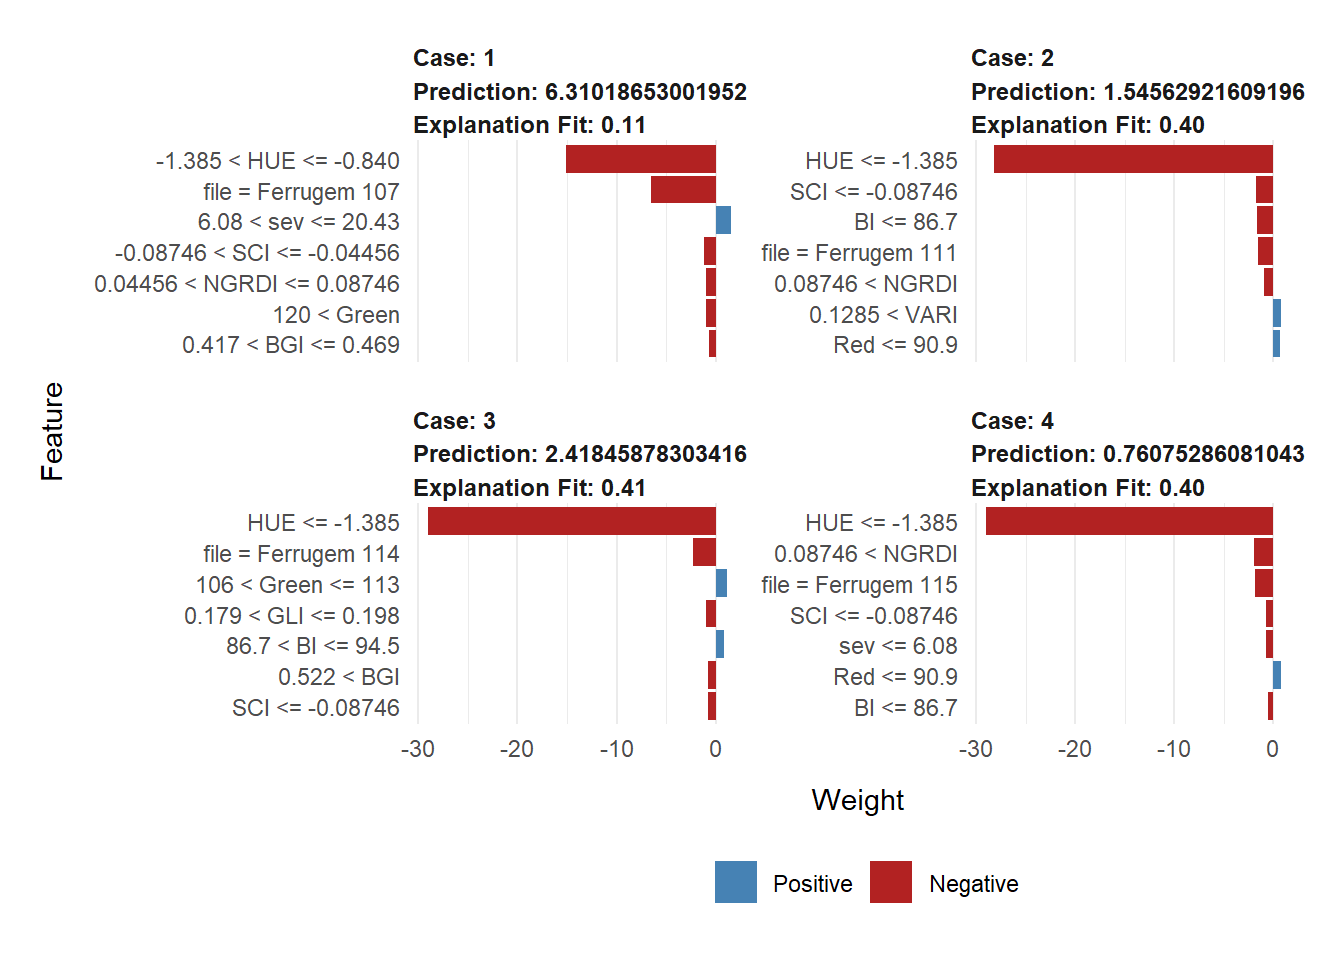 Case: 1
Prediction: 6.31018653001952
Explanation Fit: 0.11
-1.385 < HUE <= -0.840
file = Ferrugem 107
6.08 < sev <= 20.43
-0.08746 < SCI <= -0.04456
0.04456 < NGRDI <= 0.08746
120 < Green
0.417 < BGI <= 0.469
Case: 2
Prediction: 1.54562921609196
Explanation Fit: 0.40
HUE <= -1.385
SCI <= -0.08746
BI <= 86.7
file = Ferrugem 111
0.08746 < NGRDI
0.1285 < VARI
Red <= 90.9
Feature
Case: 3
Prediction: 2.41845878303416
Explanation Fit: 0.41
HUE <= -1.385
file = Ferrugem 114
106 < Green <= 113
0.179 < GLI <= 0.198
86.7 < BI <= 94.5
0.522 < BGI
SCI <= -0.08746
-30 -20 -10 0
Case: 4
Prediction: 0.76075286081043
Explanation Fit: 0.40
HUE <= -1.385
0.08746 < NGRDI
file = Ferrugem 115
SCI <= -0.08746
sev <= 6.08
Red <= 90.9
BI <= 86.7
-30 -20 -10 0
Weight
Positive Negative